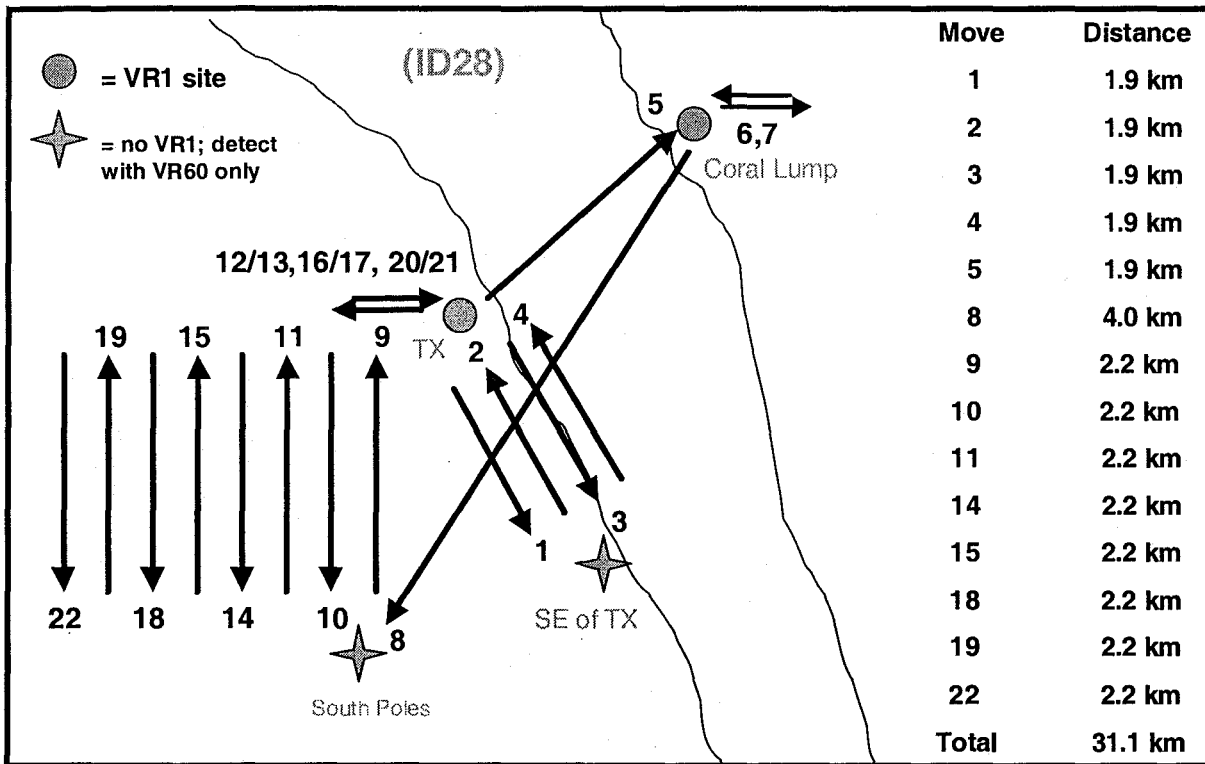 (ID28)
= VR1 site
= no VR1; detect
with VR60 only
5
6,7
Coral Lump
12/13,16/17, 20/21
TX
4
2
19
15
11
9
22
18
14
10
8
1
3
SE of TX
South Poles
Move Distance
1 1.9 km
2 1.9 km
3 1.9 km
4 1.9 km
5 1.9 km
8 4.0 km
9 2.2 km
10 2.2 km
11 2.2 km
14 2.2 km
15 2.2 km
18 2.2 km
19 2.2 km
22 2.2 km
Total 31.1 km